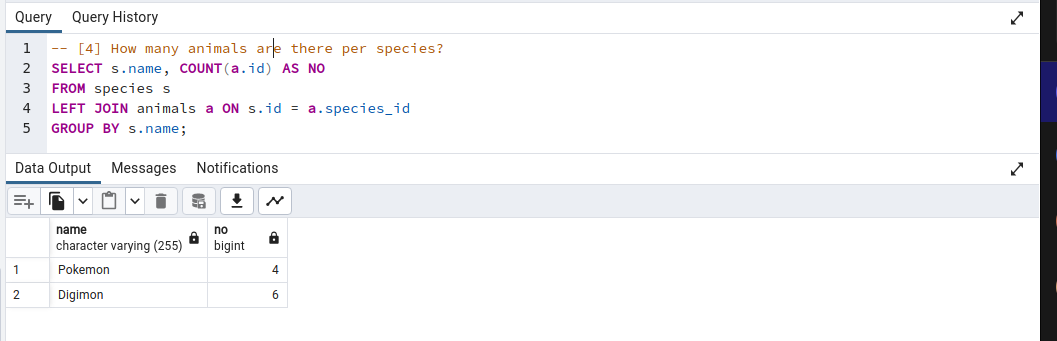 Query Query History
1 -- [4] How many animals are there per species?
2 SELECT s.name, COUNT(a.id) AS NO
3 FROM species s
4 LEFT JOIN animals a ON s.id = a.species_id
5 GROUP BY s.name;
Data Output Messages Notifications
name no
character varying (255) bigint
1 Pokemon 4
2 Digimon 6